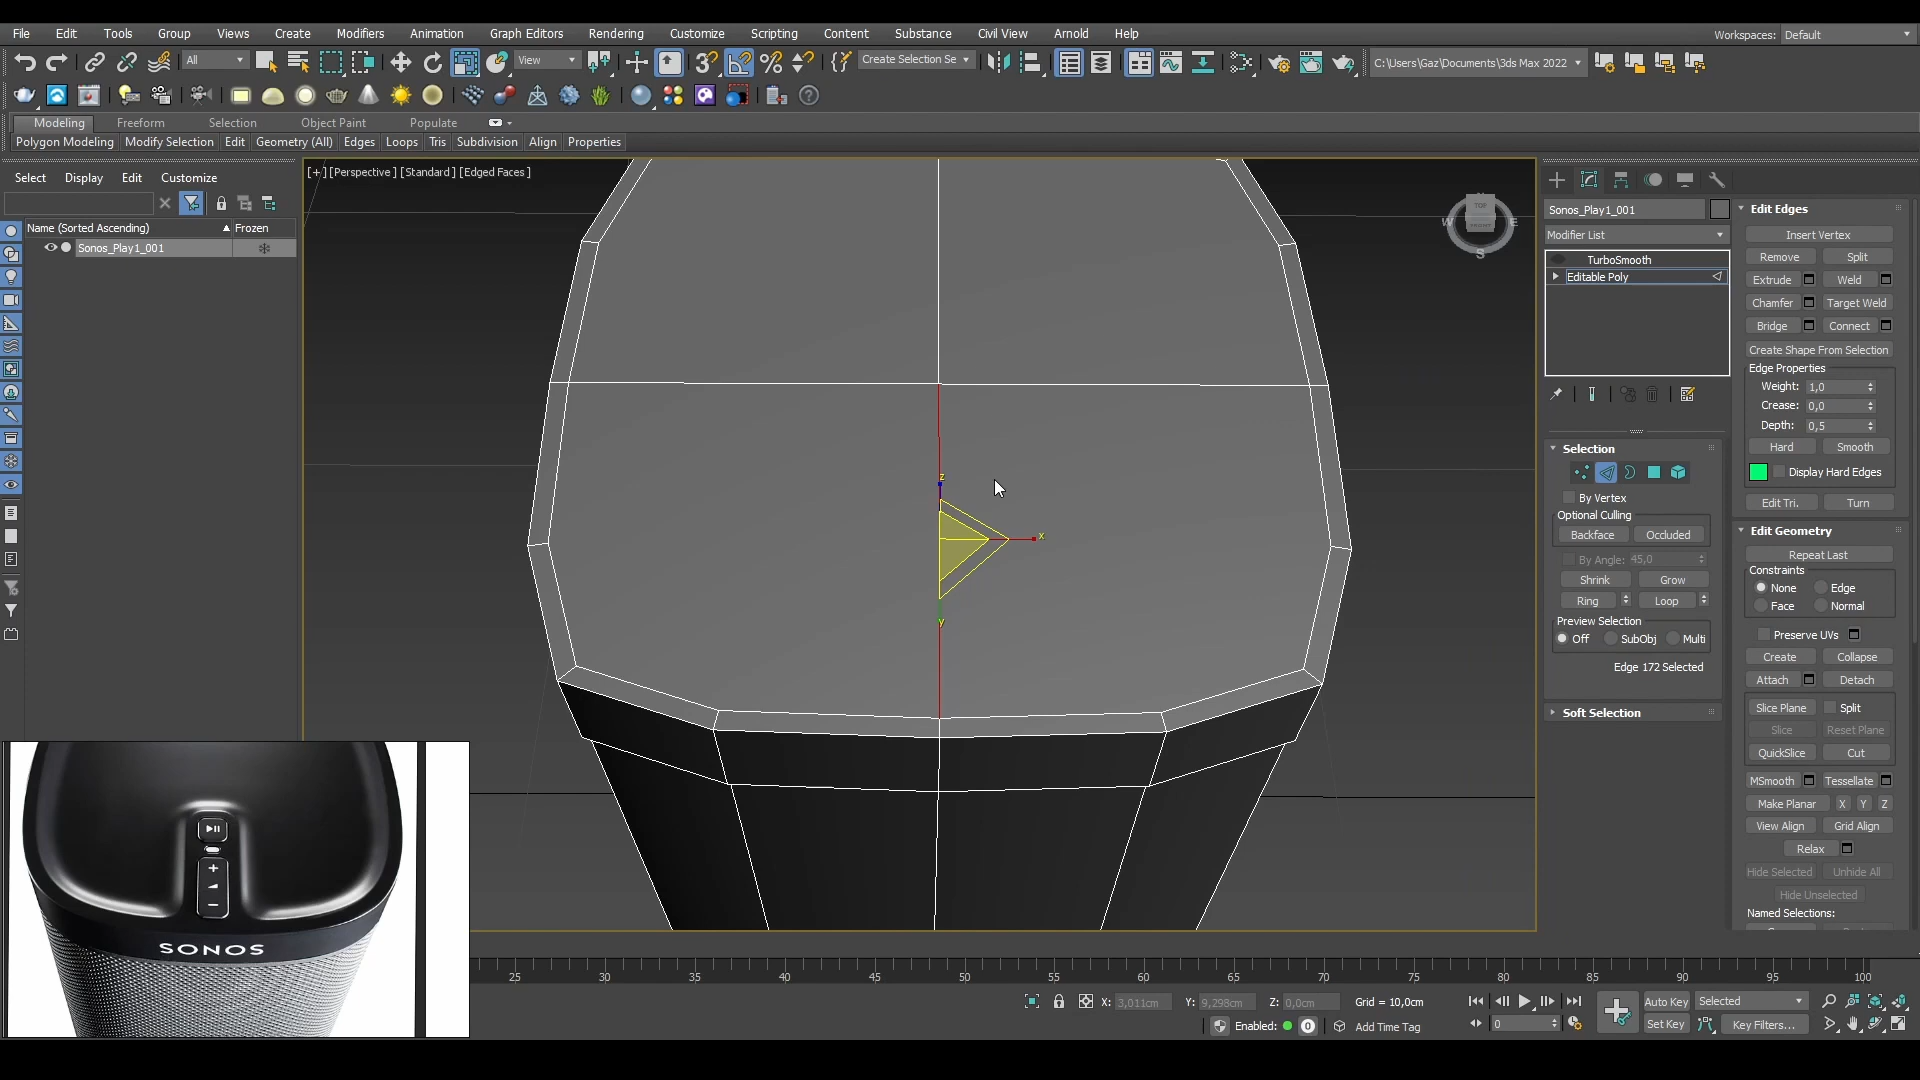 File Edit Tools Group Views Create Modifiers Animation Graph Editors Rendering Customize Scripting Content Substance Civil View Arnold Help
Workspaces: Default
All View Create Selection Se C:\Users\Gaz\Documents\3ds Max 2022
Modeling Freeform Selection Object Paint Populate
Polygon Modeling Modify Selection Edit Geometry (All) Edges Loops Tris Subdivision Align Properties
Select Display Edit Customize
Name (Sorted Ascending) Frozen
Sonos_Play1_001
[+] [Perspective] [Standard] [Edged Faces]
TOP
W E
S
z
x
y
SONOS
Sonos_Play1_001
Modifier List
TurboSmooth
Editable Poly
Selection
By Vertex
Optional Culling
Backface Occluded
By Angle: 45,0
Shrink Grow
Ring Loop
Preview Selection
Off SubObj Multi
Edge 172 Selected
Soft Selection
Edit Edges
Insert Vertex
Remove Split
Extrude Weld
Chamfer Target Weld
Bridge Connect
Create Shape From Selection
Edge Properties
Weight: 1,0
Crease: 0,0
Depth: 0,5
Hard Smooth
Display Hard Edges
Edit Tri. Turn
Edit Geometry
Repeat Last
Constraints
None Edge
Face Normal
Preserve UVs
Create Collapse
Attach Detach
Slice Plane Split
Slice Reset Plane
QuickSlice Cut
MSmooth Tessellate
Make Planar X Y Z
View Align Grid Align
Relax
Hide Selected Unhide All
Hide Unselected
Named Selections:
25 30 35 40 45 50 55 60 65 70 75 80 85 90 95 100
X: 3,011cm Y: 9,298cm Z: 0,0cm Grid = 10,0cm
Auto Key Selected
Enabled: 0 Add Time Tag
0
Set Key Key Filters...